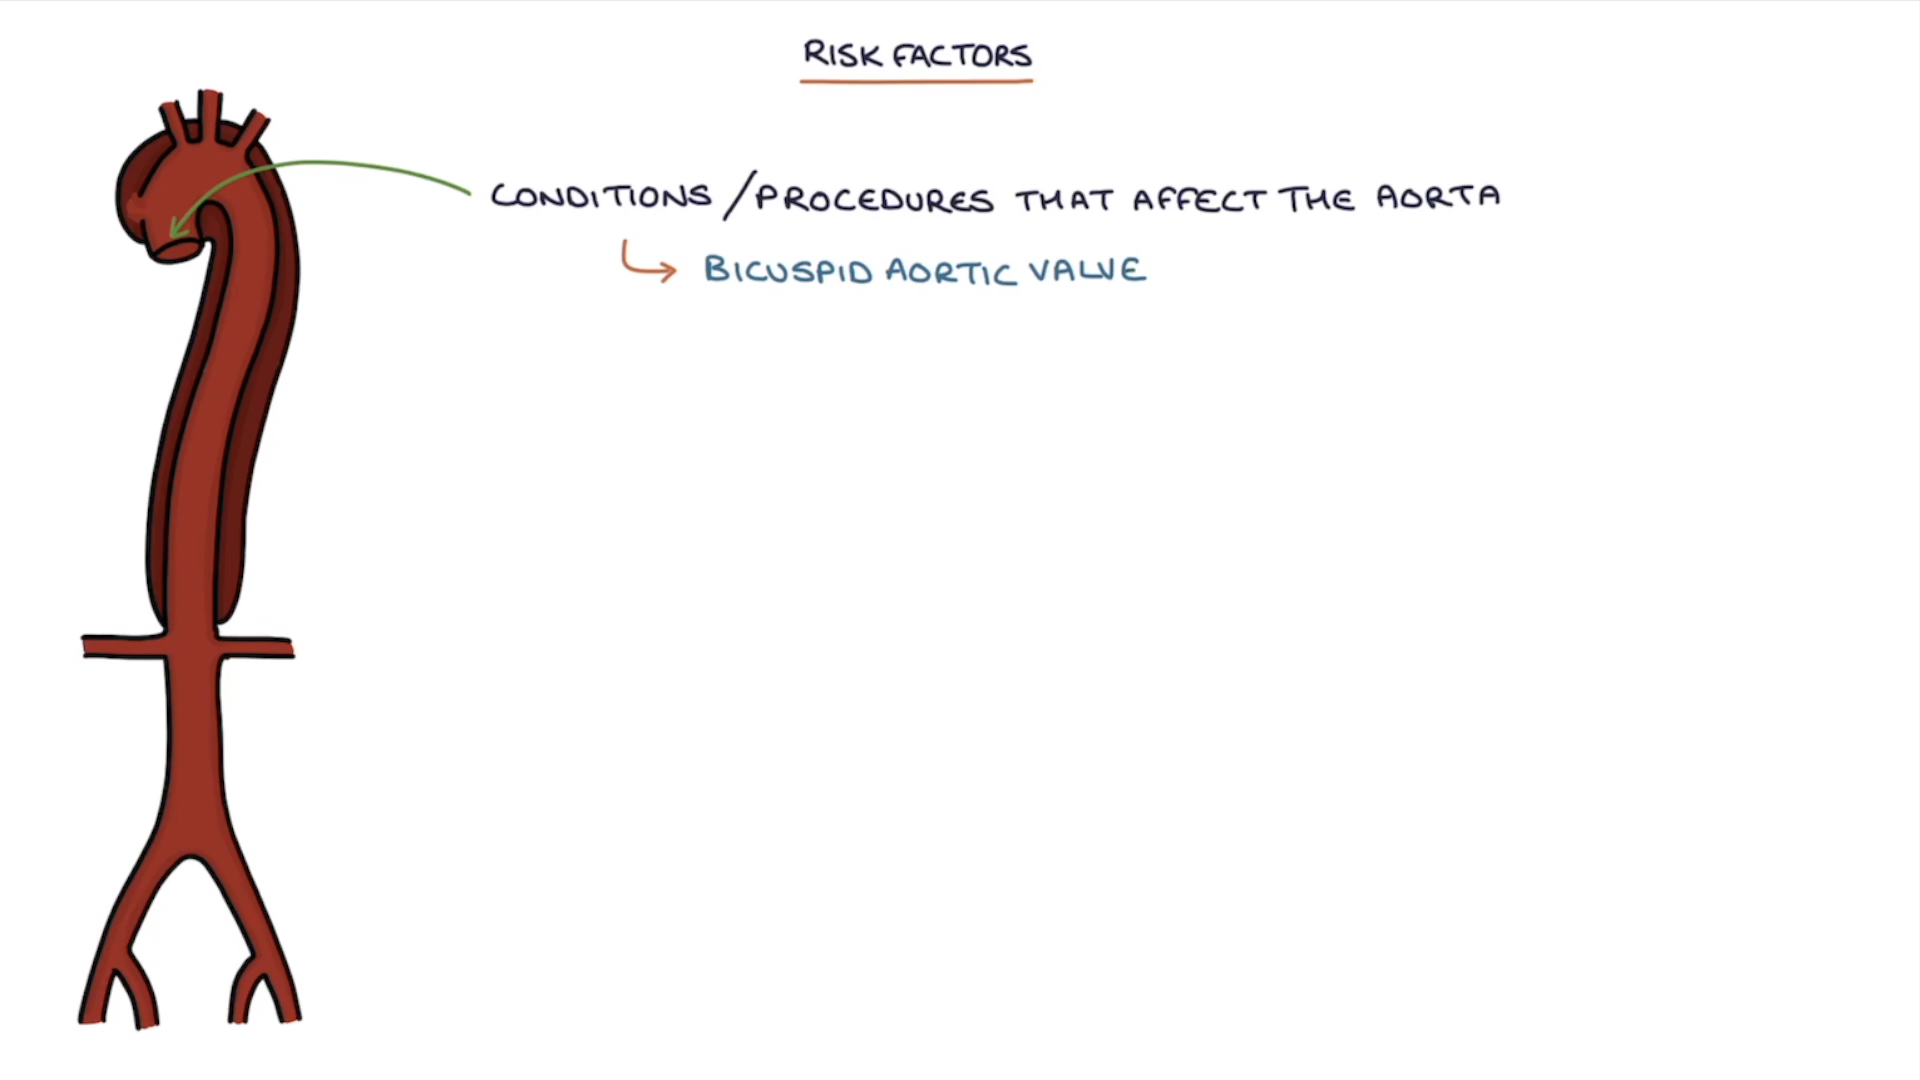 RISK FACTORS
CONDITIONS / PROCEDURES THAT AFFECT THE AORTA
BICUSPID AORTIC VALVE